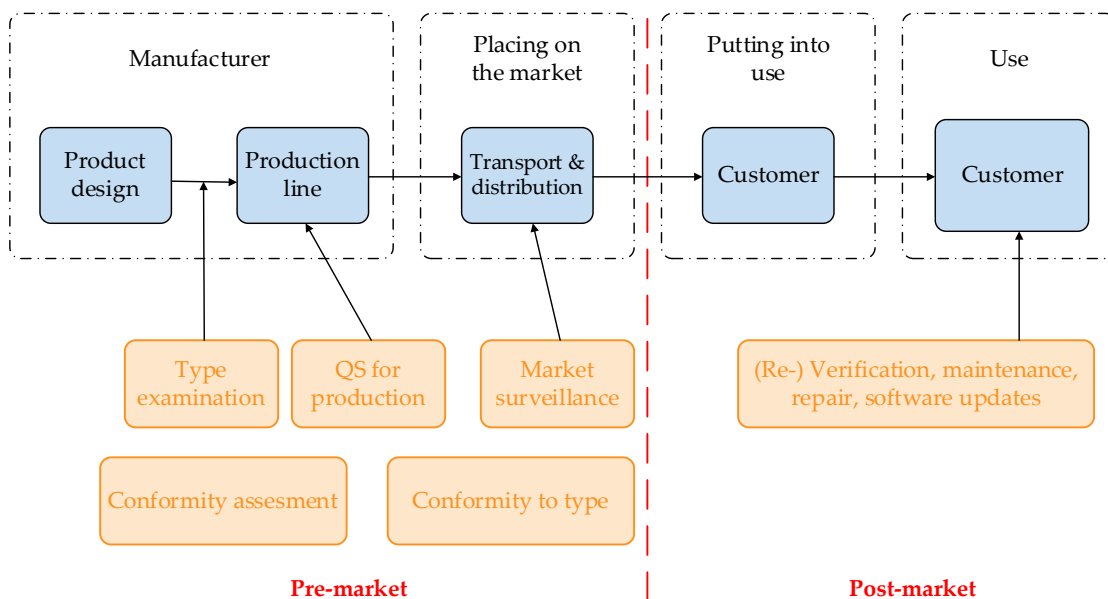 Manufacturer
Placing on
the market
Putting into
use
Use
Product
design
Production
line
Transport &
distribution
Customer
Customer
Type
examination
QS for
production
Market
surveillance
(Re-) Verification, maintenance,
repair, software updates
Conformity assesment
Conformity to type
Pre-market
Post-market